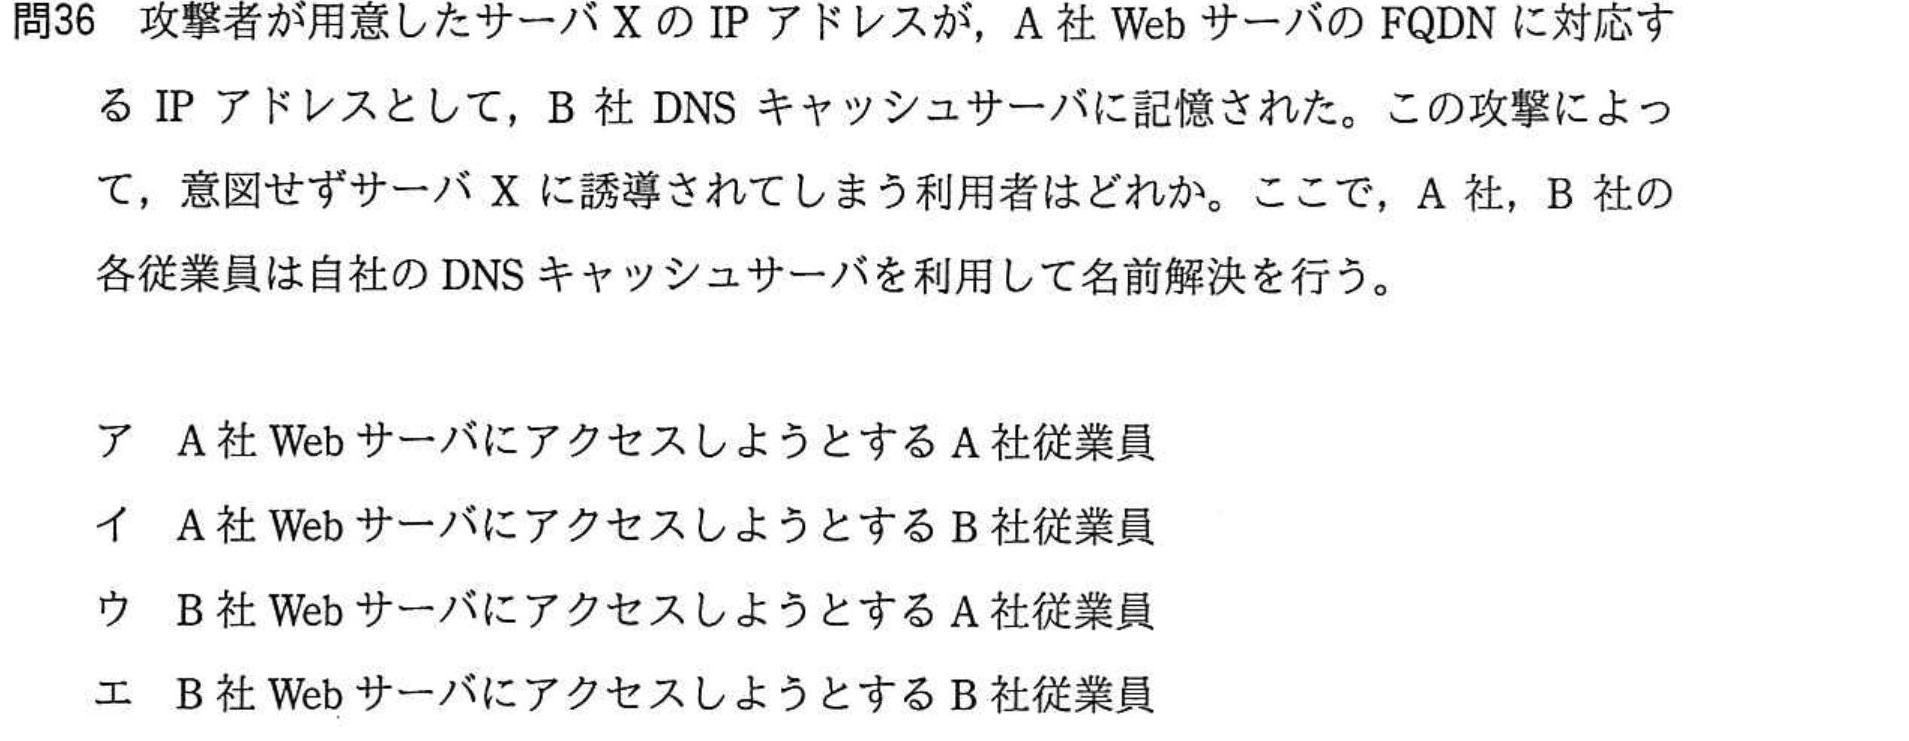 問36 攻撃者が用意したサーバ X の IP アドレスが，A 社 Web サーバの FQDN に対応す
る IP アドレスとして，B 社 DNS キャッシュサーバに記憶された。この攻撃によっ
て，意図せずサーバ X に誘導されてしまう利用者はどれか。ここで，A 社，B 社の
各従業員は自社の DNS キャッシュサーバを利用して名前解決を行う。
ア A 社 Web サーバにアクセスしようとする A 社従業員
イ A 社 Web サーバにアクセスしようとする B 社従業員
ウ B 社 Web サーバにアクセスしようとする A 社従業員
エ B 社 Web サーバにアクセスしようとする B 社従業員